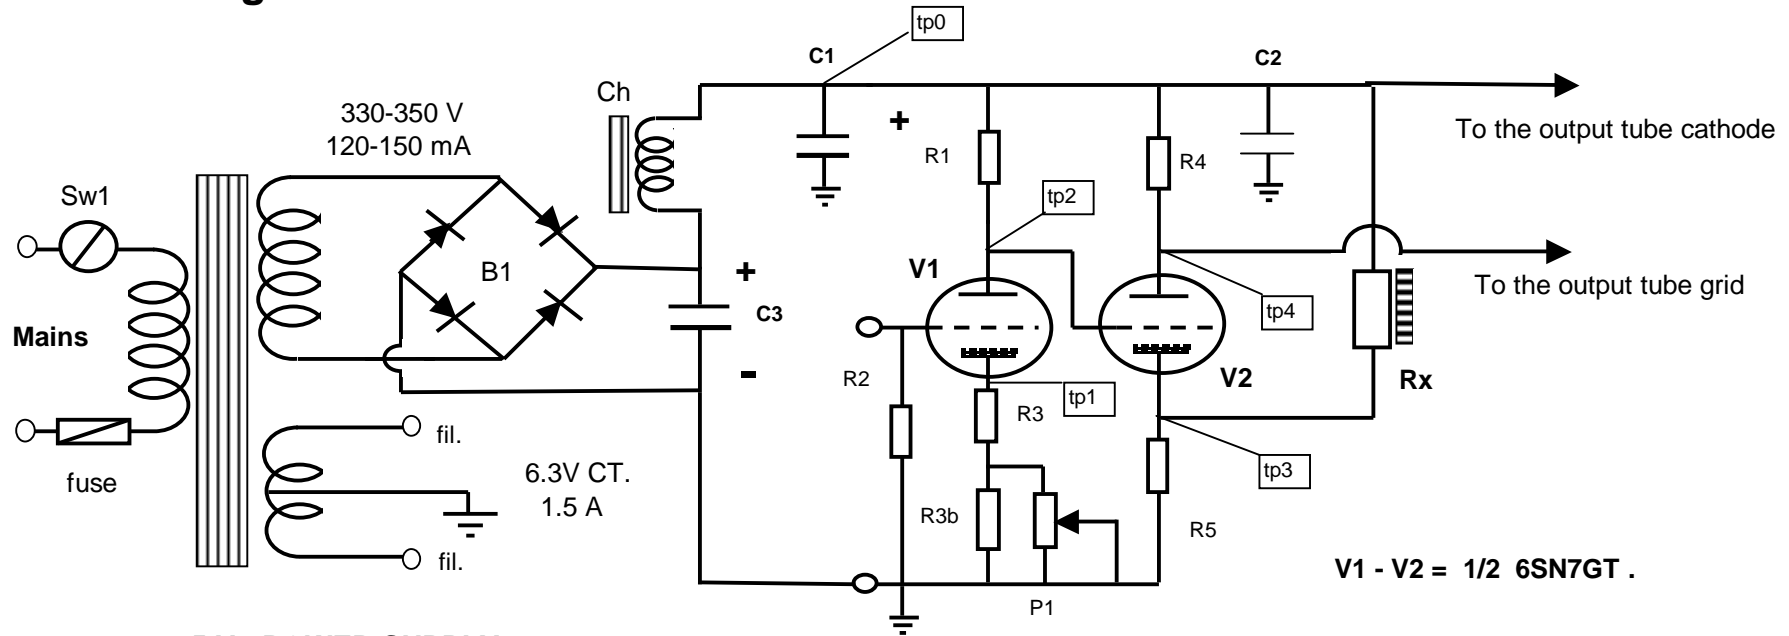 tp0
C1
C2
Ch
330-350 V
120-150 mA
To the output tube cathode
+
R1
R4
Sw1
tp2
B1
V1
+
To the output tube grid
tp4
C3
Mains
-
R2
V2
Rx
tp1
R3
fil.
tp3
6.3V CT.
1.5 A
fuse
R3b
R5
fil.
V1 - V2 = 1/2 6SN7GT .
P1